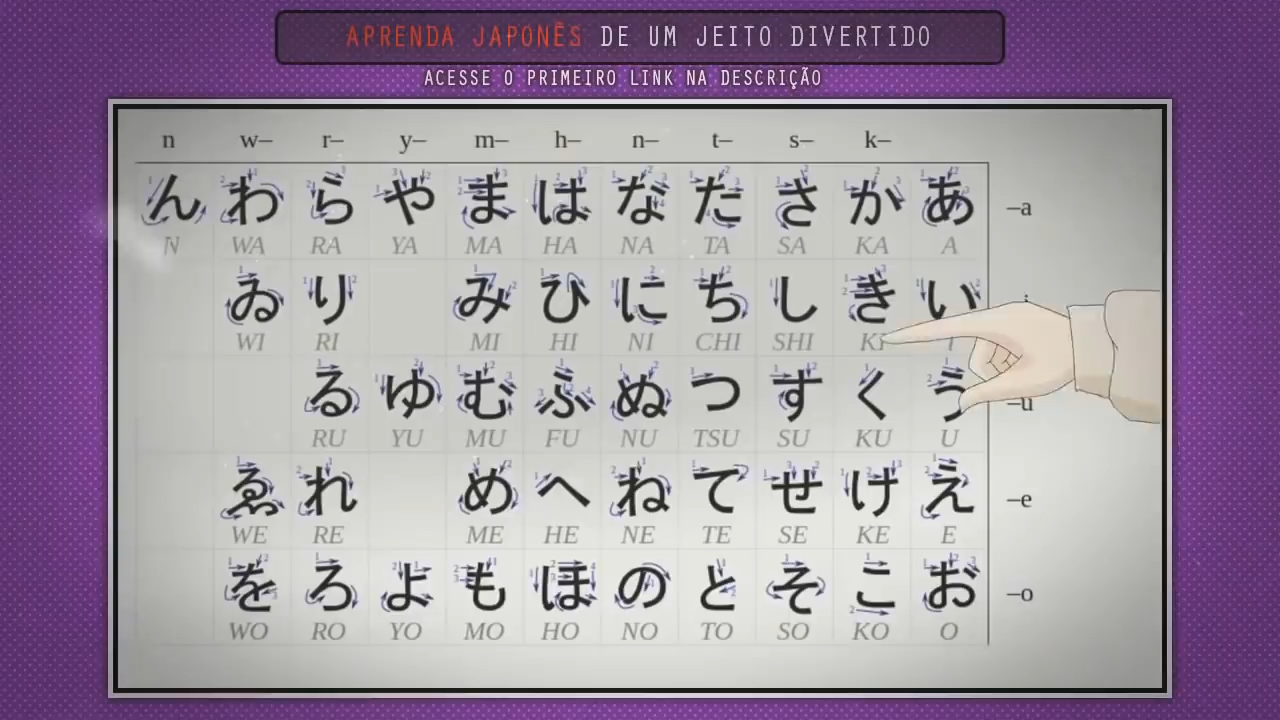 APRENDA JAPONÊS DE UM JEITO DIVERTIDO
ACESSE O PRIMEIRO LINK NA DESCRIÇÃO
n w– r– y– m– h– n– t– s– k–
ん わ ら や ま は な た さ か あ –a
N WA RA YA MA HA NA TA SA KA A
ゐ り み ひ に ち し き い
WI RI MI HI NI CHI SHI KI
る ゆ む ふ ぬ つ す く う –u
RU YU MU FU NU TSU SU KU U
ゑ れ め へ ね て せ け え –e
WE RE ME HE NE TE SE KE E
を ろ よ も ほ の と そ こ お –o
WO RO YO MO HO NO TO SO KO O